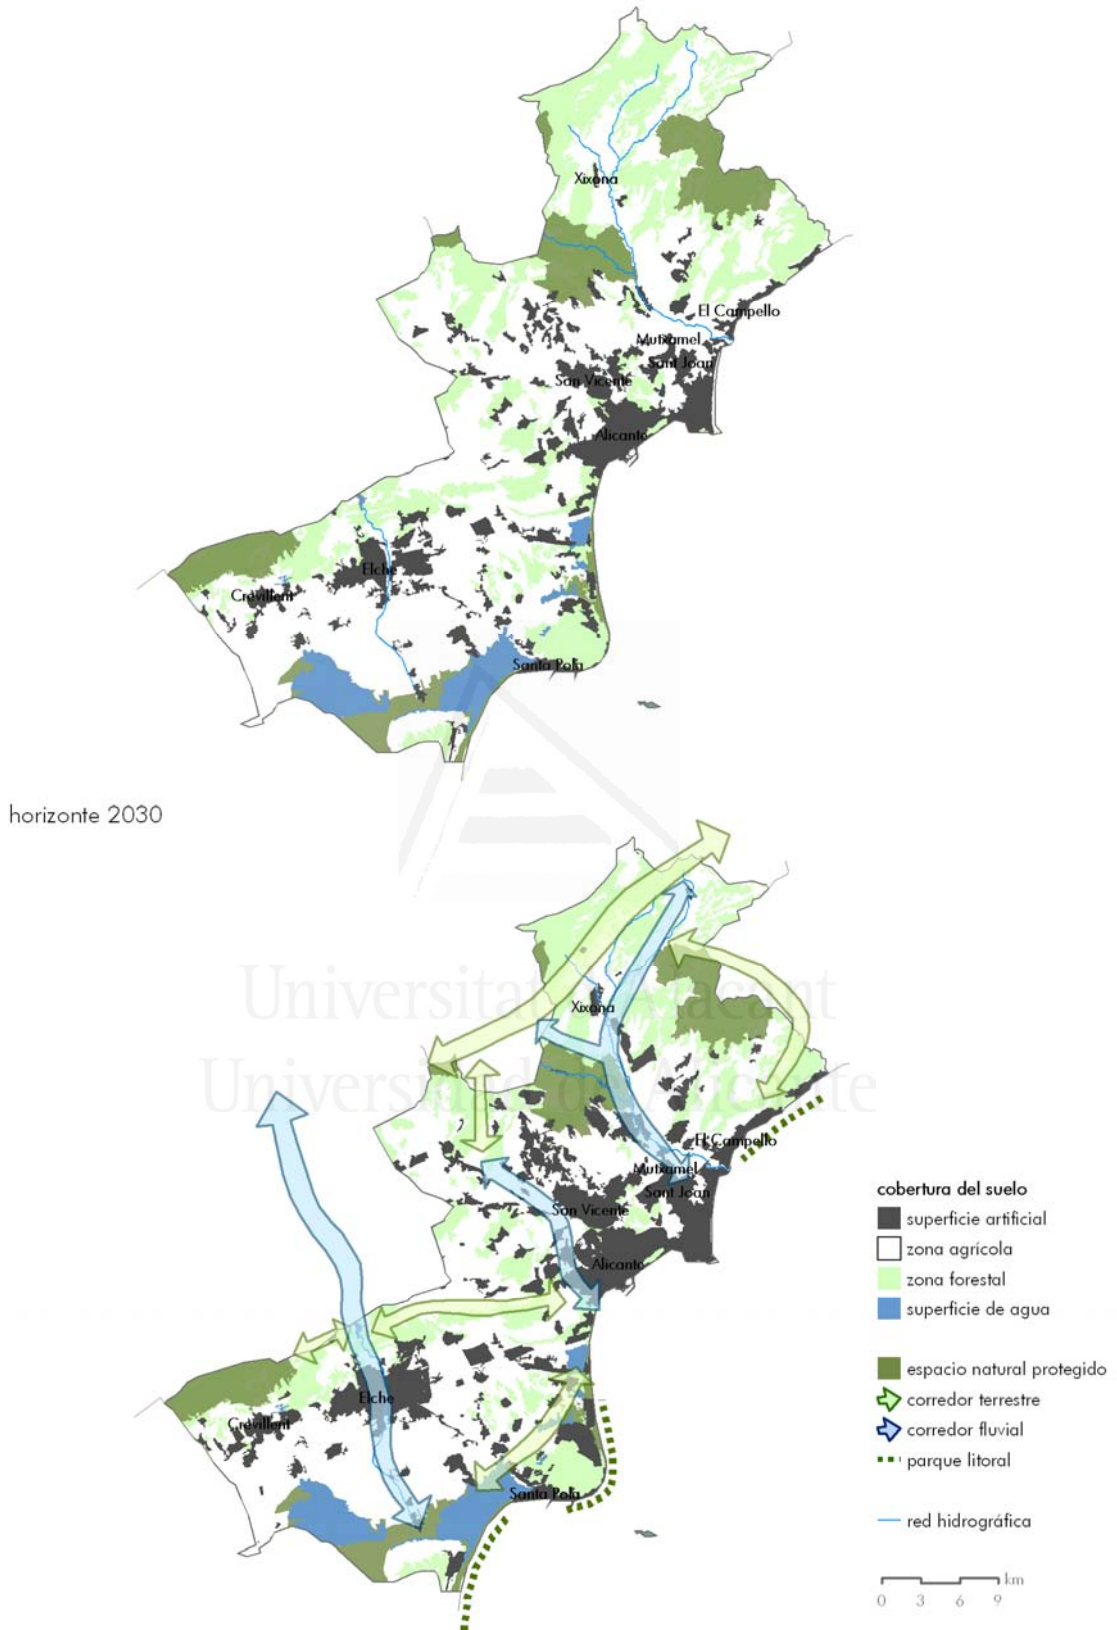 Xixona
El Campello
Mutxamel
Sant Joan
San Vicente
Alicante
Elche
Crevillent
Santa Pola
horizonte 2030
Universitat d'Alacant
Universidad de Alicante
Xixona
El Campello
Mutxamel
Sant Joan
San Vicente
Alicante
Elche
Crevillent
Santa Pola
cobertura del suelo
superficie artificial
zona agrícola
zona forestal
superficie de agua
espacio natural protegido
corredor terrestre
corredor fluvial
parque litoral
red hidrográfica
km
0 3 6 9